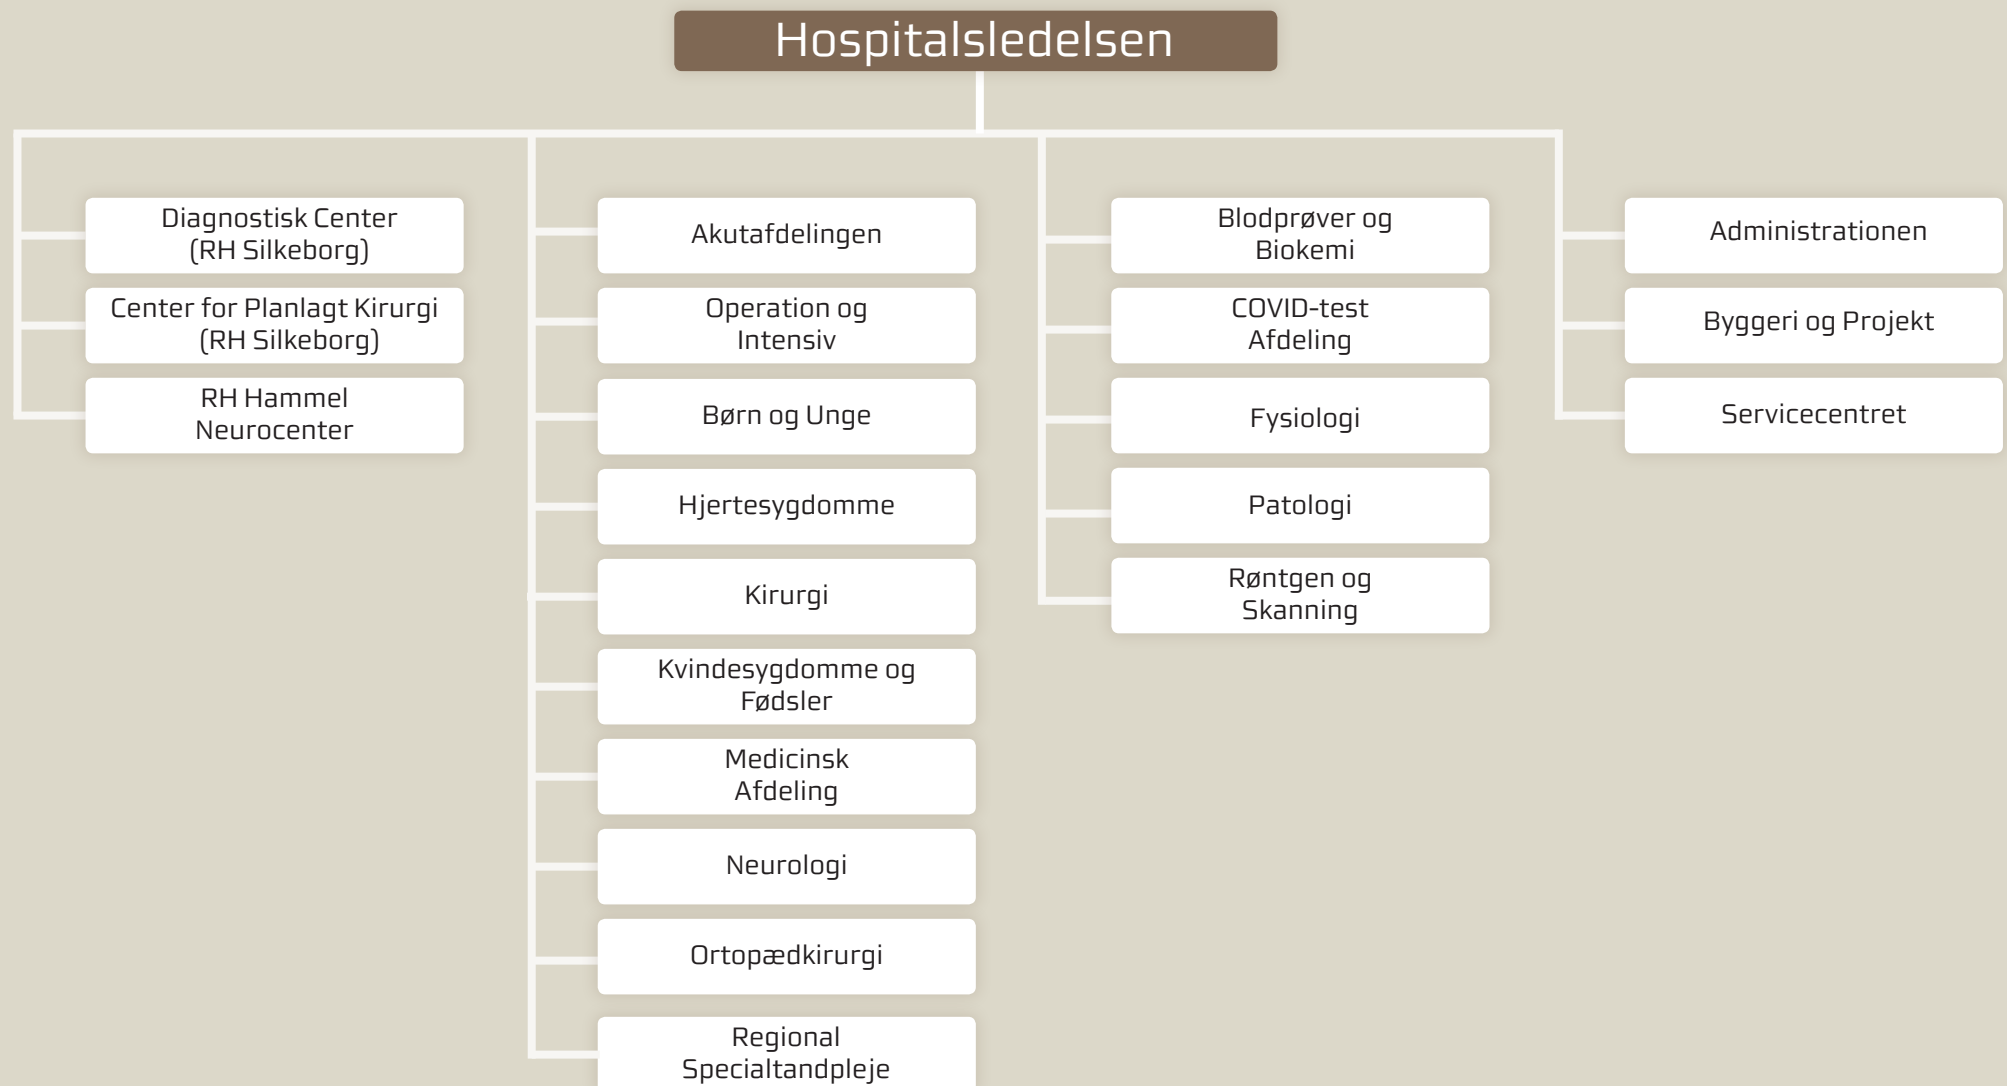 Hospitalsledelsen
Diagnostisk Center
(RH Silkeborg)
Center for Planlagt Kirurgi
(RH Silkeborg)
RH Hammel
Neurocenter
Akutafdelingen
Operation og
Intensiv
Børn og Unge
Hjertesygdomme
Kirurgi
Kvindesygdomme og
Fødsler
Medicinsk
Afdeling
Neurologi
Ortopædkirurgi
Regional
Specialtandpleje
Blodprøver og
Biokemi
COVID-test
Afdeling
Fysiologi
Patologi
Røntgen og
Skanning
Administrationen
Byggeri og Projekt
Servicecentret